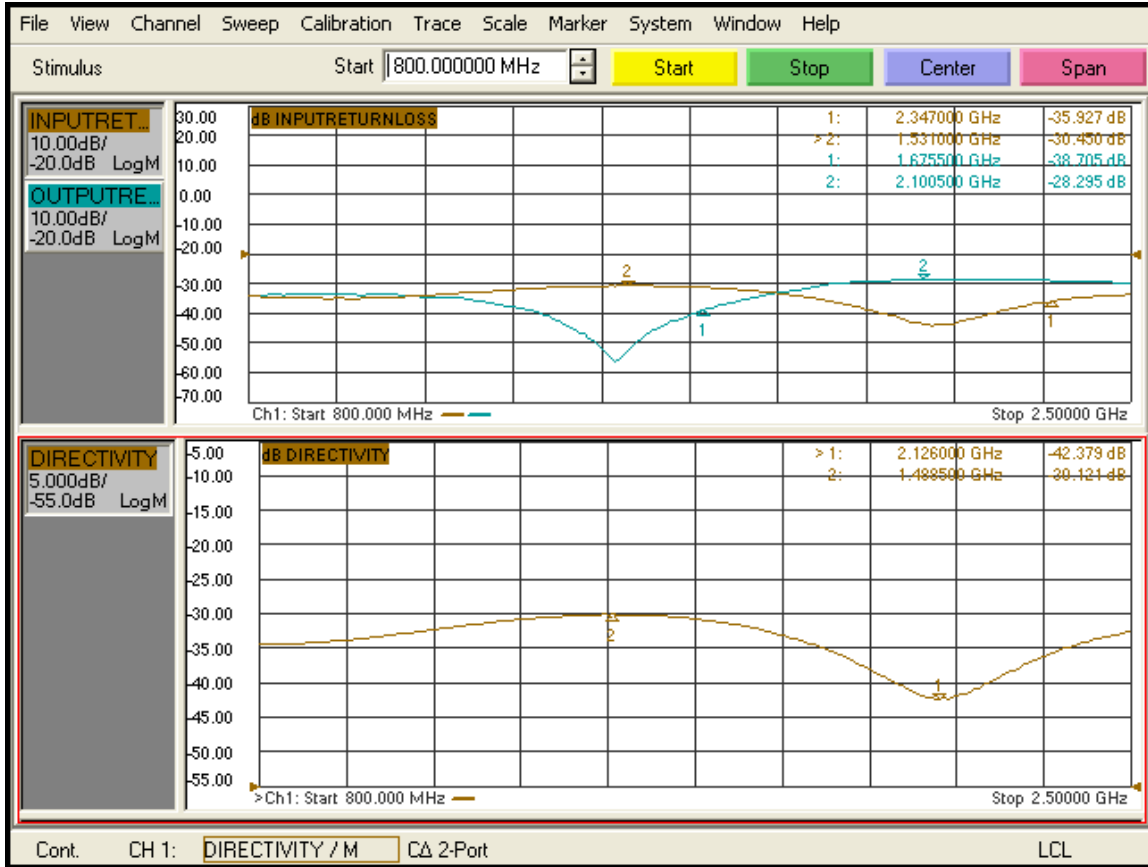 File View Channel Sweep Calibration Trace Scale Marker System Window Help
Stimulus Start 800.000000 MHz Start Stop Center Span
INPUTRET...
10.00dB/
-20.0dB LogM
OUTPUTRE...
10.00dB/
-20.0dB LogM
30.00
20.00
10.00
0.00
-10.00
-20.00
-30.00
-40.00
-50.00
-60.00
-70.00
dB INPUTRETURNLOSS
1: 2.347000 GHz -35.927 dB
>2: 1.531000 GHz -30.450 dB
1: 1.675500 GHz -38.705 dB
2: 2.100500 GHz -28.295 dB
2
2
1
1
Ch1: Start 800.000 MHz Stop 2.50000 GHz
DIRECTIVITY
5.000dB/
-55.0dB LogM
-5.00
-10.00
-15.00
-20.00
-25.00
-30.00
-35.00
-40.00
-45.00
-50.00
-55.00
dB DIRECTIVITY
>1: 2.126000 GHz -42.379 dB
2: 1.488500 GHz -30.121 dB
2
1
>Ch1: Start 800.000 MHz Stop 2.50000 GHz
Cont. CH 1: DIRECTIVITY / M CΔ 2-Port LCL